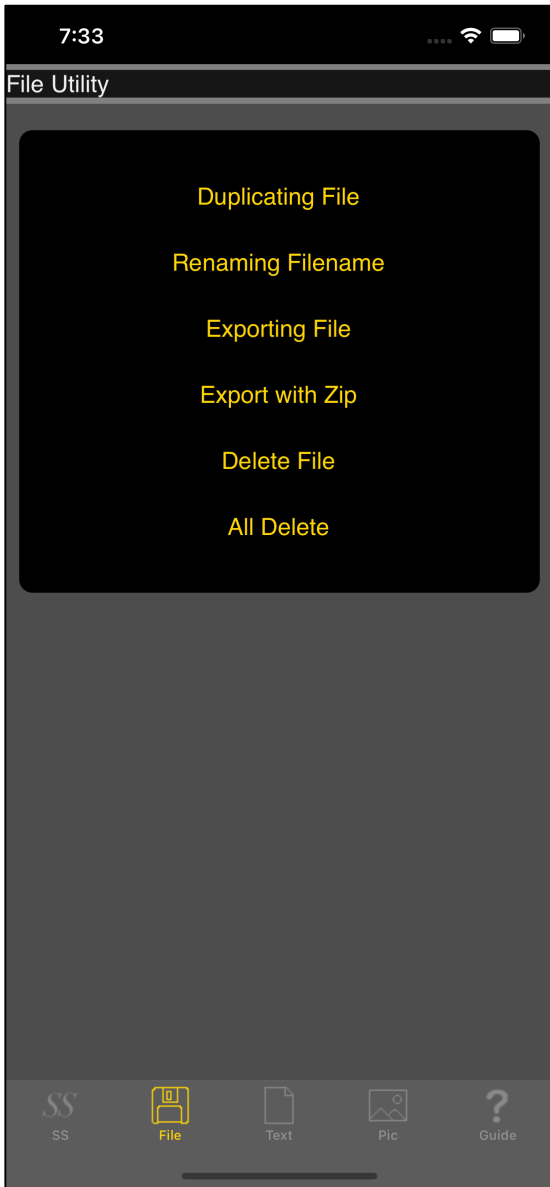 7:33
File Utility
Duplicating File
Renaming Filename
Exporting File
Export with Zip
Delete File
All Delete
SS
SS File Text Pic Guide